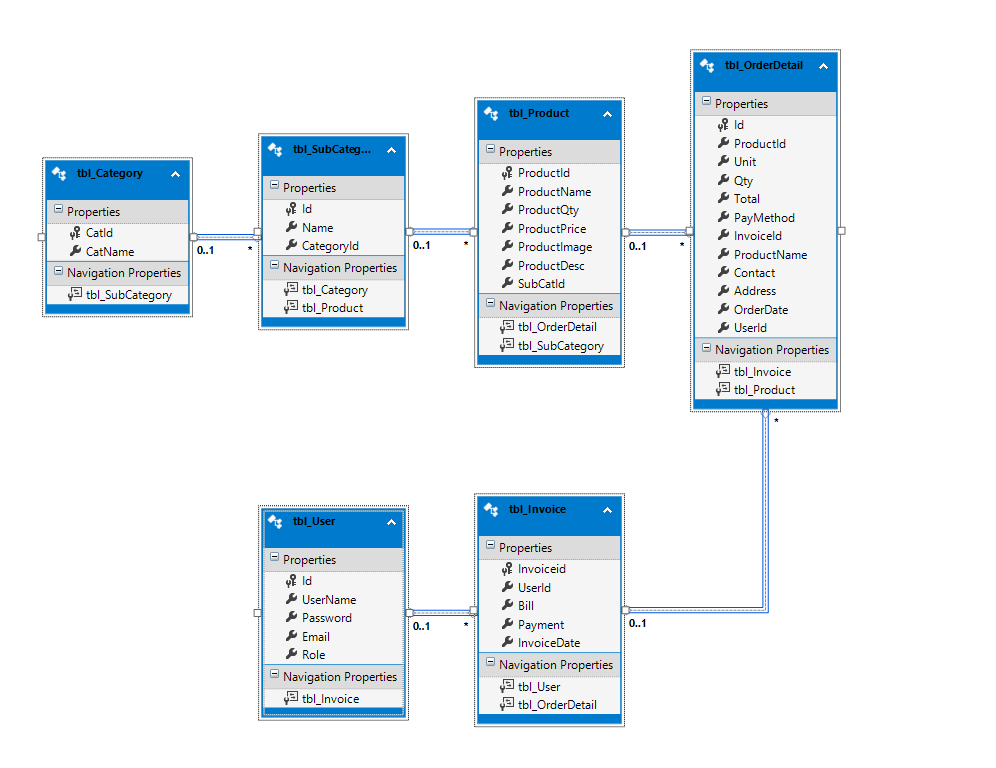 tbl_Category
Properties
CatId
CatName
Navigation Properties
tbl_SubCategory
0..1
*
tbl_SubCateg...
Properties
Id
Name
CategoryId
Navigation Properties
tbl_Category
tbl_Product
0..1
*
tbl_Product
Properties
ProductId
ProductName
ProductQty
ProductPrice
ProductImage
ProductDesc
SubCatId
Navigation Properties
tbl_OrderDetail
tbl_SubCategory
0..1
*
tbl_OrderDetail
Properties
Id
ProductId
Unit
Qty
Total
PayMethod
InvoiceId
ProductName
Contact
Address
OrderDate
UserId
Navigation Properties
tbl_Invoice
tbl_Product
*
tbl_User
Properties
Id
UserName
Password
Email
Role
Navigation Properties
tbl_Invoice
0..1
*
tbl_Invoice
Properties
Invoiceid
UserId
Bill
Payment
InvoiceDate
Navigation Properties
tbl_User
tbl_OrderDetail
0..1